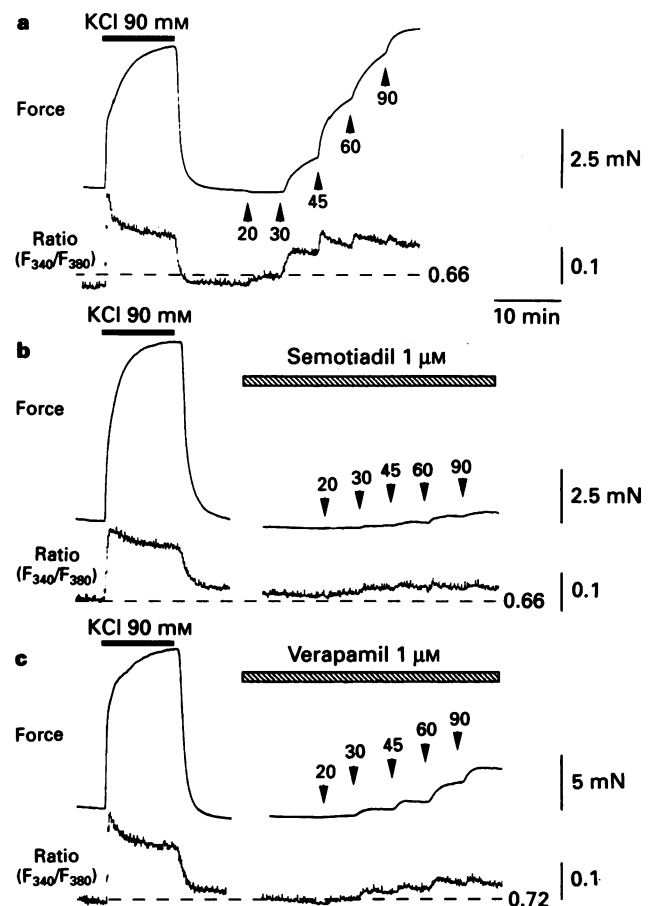 a
KCl 90 mM
Force
20
30
45
60
90
2.5 mN
Ratio
(F340/F380)
0.66
0.1
10 min
KCl 90 mM
b
Semotiadil 1 μM
Force
20
30
45
60
90
2.5 mN
Ratio
(F340/F380)
0.66
0.1
KCl 90 mM
c
Verapamil 1 μM
Force
20
30
45
60
90
5 mN
Ratio
(F340/F380)
0.72
0.1